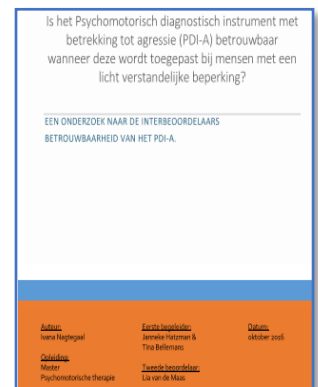 Is het Psychomotorisch diagnostisch instrument met
betrekking tot agressie (PDI-A) betrouwbaar
wanneer deze wordt toegepast bij mensen met een
licht verstandelijke beperking?
EEN ONDERZOEK NAAR DE INTERBEOORDELAARS
BETROUWBAARHEID VAN HET PDI-A.
Auteur:
Ivana Nagtegaal
Opleiding:
Master
Psychomotorische therapie
Eerste begeleider:
Janneke Hatzman &
Tina Bellemans
Tweede beoordelaar:
Lia van de Maas
Datum:
oktober 2016